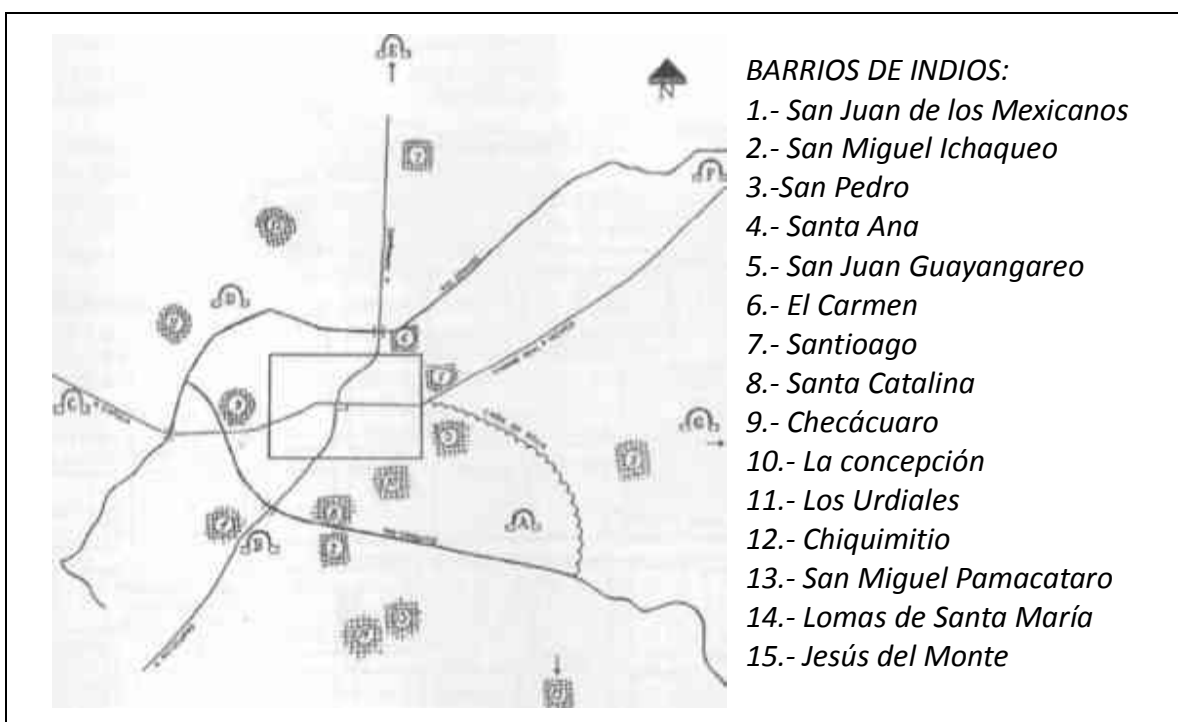 BARRIOS DE INDIOS:
1.- San Juan de los Mexicanos
2.- San Miguel Ichaqueo
3.-San Pedro
4.- Santa Ana
5.- San Juan Guayangareo
6.- El Carmen
7.- Santioago
8.- Santa Catalina
9.- Checácuaro
10.- La concepción
11.- Los Urdiales
12.- Chiquimitio
13.- San Miguel Pamacataro
14.- Lomas de Santa María
15.- Jesús del Monte
E
N
F
D
C
G
A
B